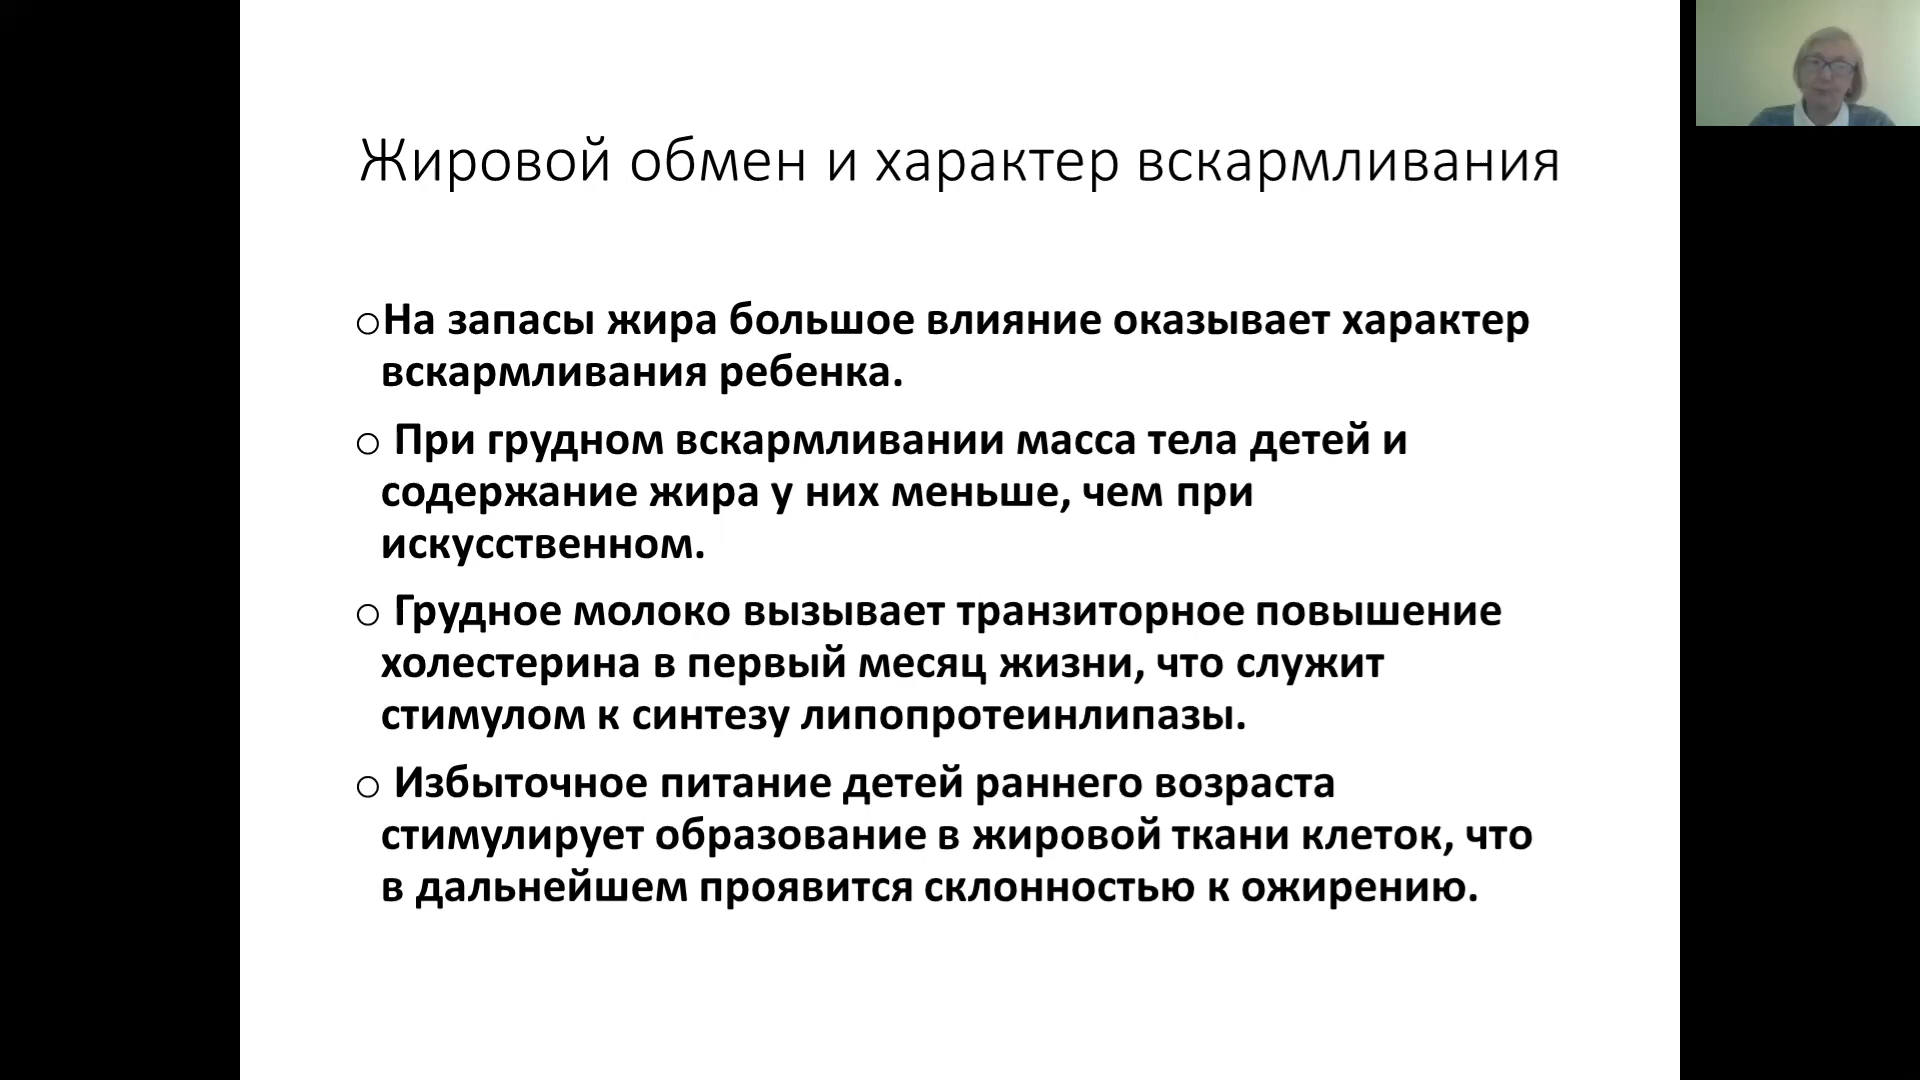 Жировой обмен и характер вскармливания
oНа запасы жира большое влияние оказывает характер
вскармливания ребенка.
o При грудном вскармливании масса тела детей и
содержание жира у них меньше, чем при
искусственном.
o Грудное молоко вызывает транзиторное повышение
холестерина в первый месяц жизни, что служит
стимулом к синтезу липопротеинлипазы.
o Избыточное питание детей раннего возраста
стимулирует образование в жировой ткани клеток, что
в дальнейшем проявится склонностью к ожирению.